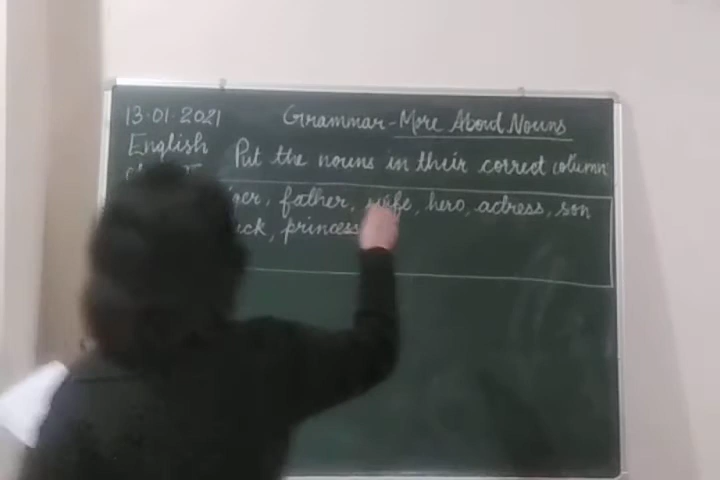 13.01.2021 Grammar - More About Nouns
English
Put the nouns in their correct column
father, wife, hero, actress, son
princess